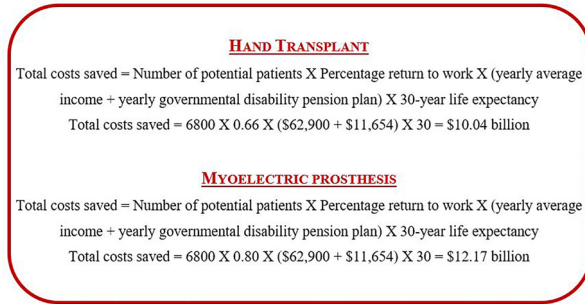 HAND TRANSPLANT
Total costs saved = Number of potential patients X Percentage return to work X (yearly average
income + yearly governmental disability pension plan) X 30-year life expectancy
Total costs saved = 6800 X 0.66 X ($62,900 + $11,654) X 30 = $10.04 billion
MYOELECTRIC PROSTHESIS
Total costs saved = Number of potential patients X Percentage return to work X (yearly average
income + yearly governmental disability pension plan) X 30-year life expectancy
Total costs saved = 6800 X 0.80 X ($62,900 + $11,654) X 30 = $12.17 billion